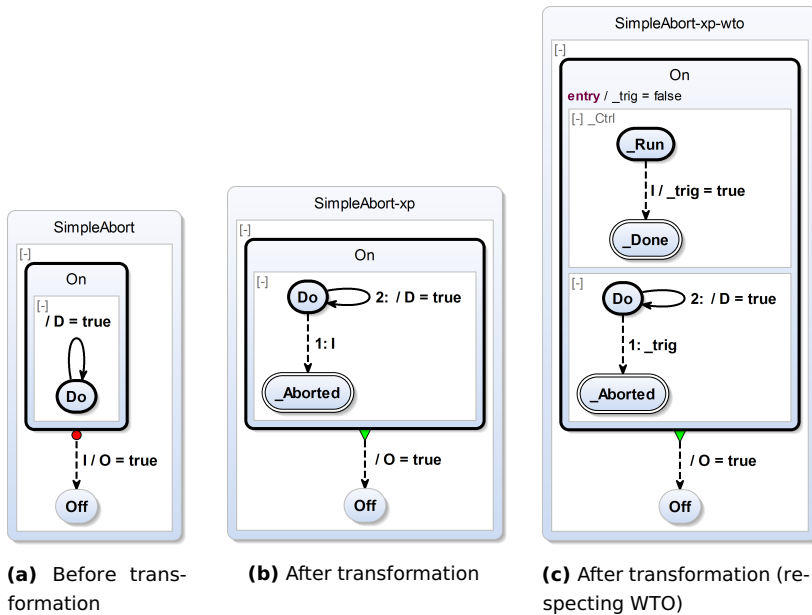 SimpleAbort
[-]
On
[-]
/ D = true
Do
I / O = true
Off
(a) Before trans-
formation
SimpleAbort-xp
[-]
On
[-]
Do
2: / D = true
1: I
_Aborted
/ O = true
Off
(b) After transformation
SimpleAbort-xp-wto
[-]
On
entry / _trig = false
[-] _Ctrl
_Run
I / _trig = true
_Done
[-]
Do
2: / D = true
1: _trig
_Aborted
/ O = true
Off
(c) After transformation (re-
specting WTO)